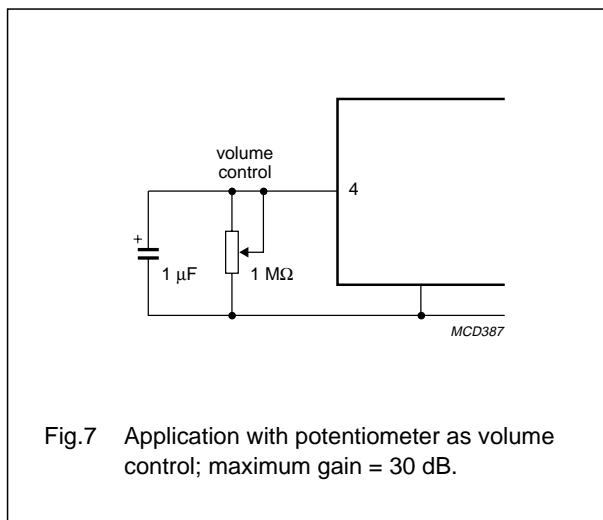 volume
control
4
+
1 μF
1 MΩ
MCD387
Fig.7 Application with potentiometer as volume
control; maximum gain = 30 dB.